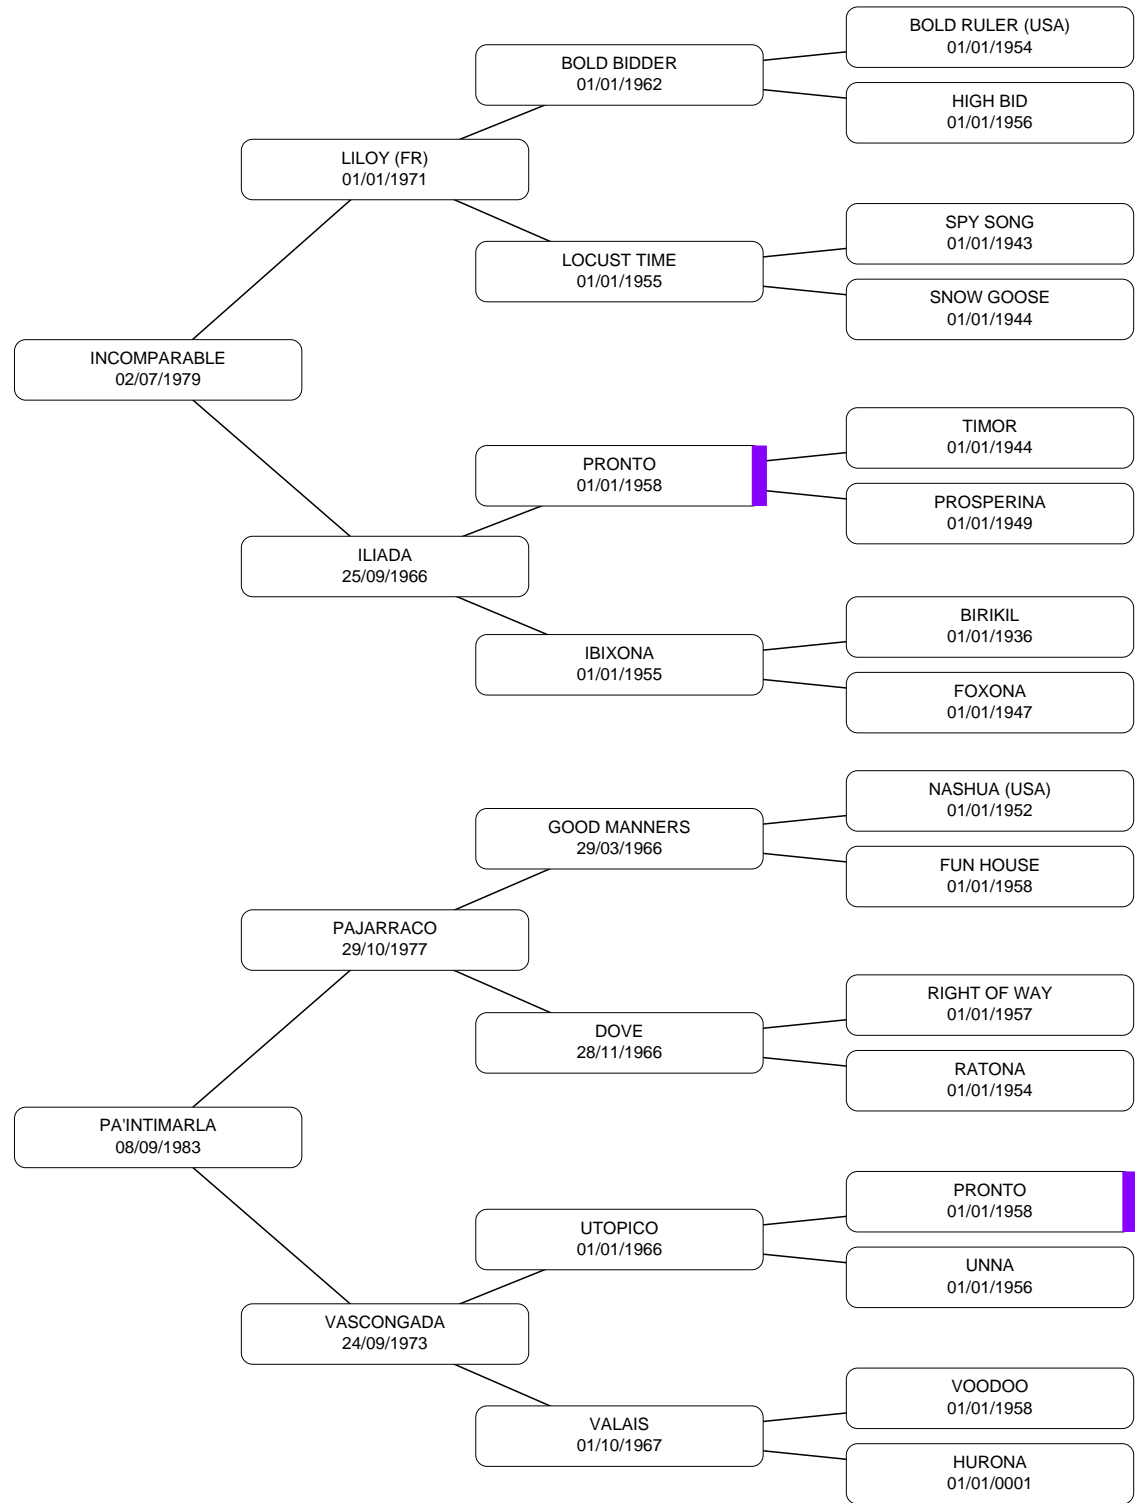 BOLD RULER (USA)
01/01/1954
BOLD BIDDER
01/01/1962
HIGH BID
01/01/1956
LILOY (FR)
01/01/1971
SPY SONG
01/01/1943
LOCUST TIME
01/01/1955
SNOW GOOSE
01/01/1944
INCOMPARABLE
02/07/1979
TIMOR
01/01/1944
PRONTO
01/01/1958
PROSPERINA
01/01/1949
ILIADA
25/09/1966
BIRIKIL
01/01/1936
IBIXONA
01/01/1955
FOXONA
01/01/1947
NASHUA (USA)
01/01/1952
GOOD MANNERS
29/03/1966
FUN HOUSE
01/01/1958
PAJARRACO
29/10/1977
RIGHT OF WAY
01/01/1957
DOVE
28/11/1966
RATONA
01/01/1954
PA'INTIMARLA
08/09/1983
PRONTO
01/01/1958
UTOPICO
01/01/1966
UNNA
01/01/1956
VASCONGADA
24/09/1973
VOODOO
01/01/1958
VALAIS
01/10/1967
HURONA
01/01/0001